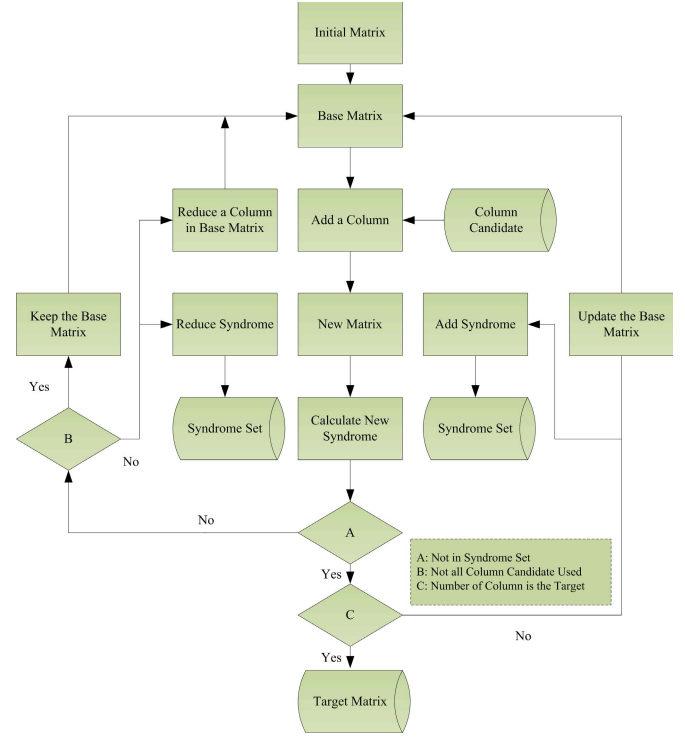 Initial Matrix
Base Matrix
Reduce a Column
in Base Matrix
Add a Column
Column
Candidate
Keep the Base
Matrix
Reduce Syndrome
New Matrix
Add Syndrome
Update the Base
Matrix
Yes
B
No
Syndrome Set
Calculate New
Syndrome
Syndrome Set
No
A
Yes
A: Not in Syndrome Set
B: Not all Column Candidate Used
C: Number of Column is the Target
C
No
Yes
Target Matrix